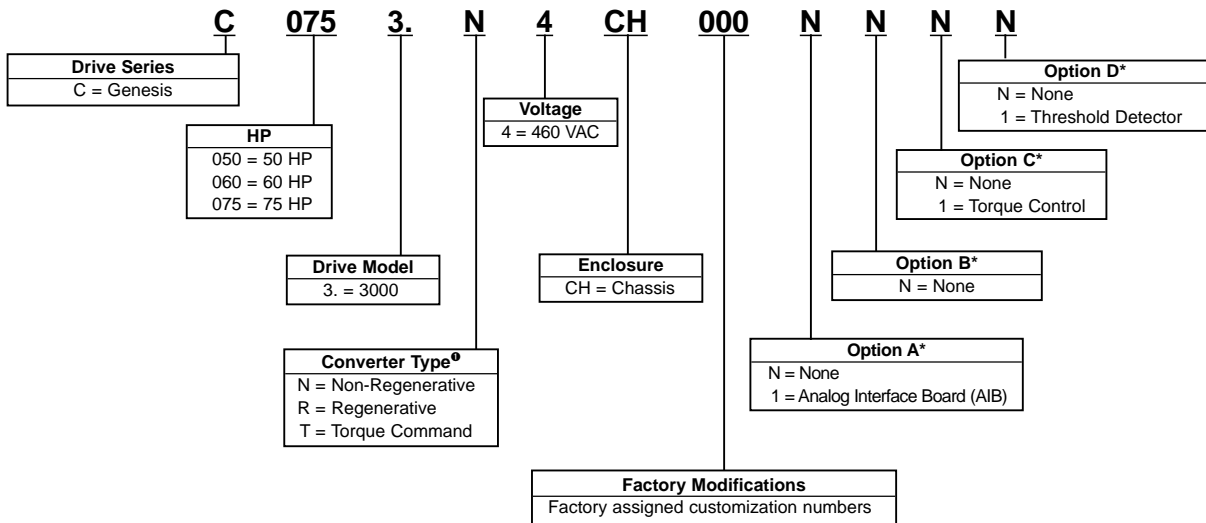 C 075 3. N 4 CH 000 N N N N
Drive Series
C = Genesis
HP
050 = 50 HP
060 = 60 HP
075 = 75 HP
Drive Model
3. = 3000
Converter Type❶
N = Non-Regenerative
R = Regenerative
T = Torque Command
Voltage
4 = 460 VAC
Enclosure
CH = Chassis
Factory Modifications
Factory assigned customization numbers
Option A*
N = None
1 = Analog Interface Board (AIB)
Option B*
N = None
Option C*
N = None
1 = Torque Control
Option D*
N = None
1 = Threshold Detector